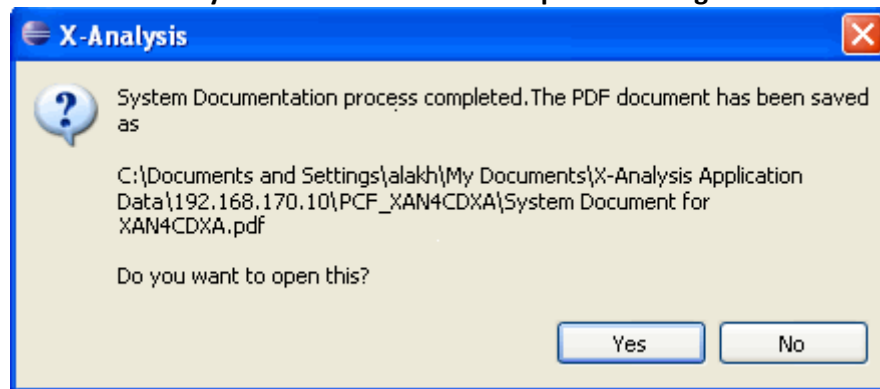 X-Analysis
System Documentation process completed.The PDF document has been saved
as
C:\Documents and Settings\alakh\My Documents\X-Analysis Application
Data\192.168.170.10\PCF_XAN4CDXA\System Document for
XAN4CDXA.pdf
Do you want to open this?
Yes
No